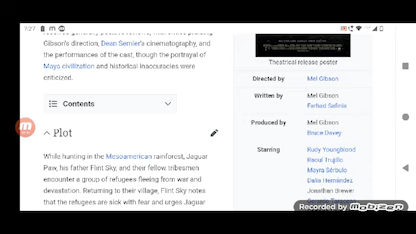 7:27
Gibson's direction, Dean Semler's cinematography, and
the performances of the cast, though the portrayal of
Maya civilization and historical inaccuracies were
criticized.
Contents
Plot
While hunting in the Mesoamerican rainforest, Jaguar
Paw, his father Flint Sky, and their fellow tribesmen
encounter a group of refugees fleeing from war and
devastation. Returning to their village, Flint Sky notes
that the refugees are sick with fear and urges Jaguar
Theatrical release poster
Directed by Mel Gibson
Written by Mel Gibson
Farhad Safinia
Produced by Mel Gibson
Bruce Davey
Starring Rudy Youngblood
Raoul Trujillo
Mayra Sérbulo
Dalia Hernández
Jonathan Brewer
Recorded by Mobizen